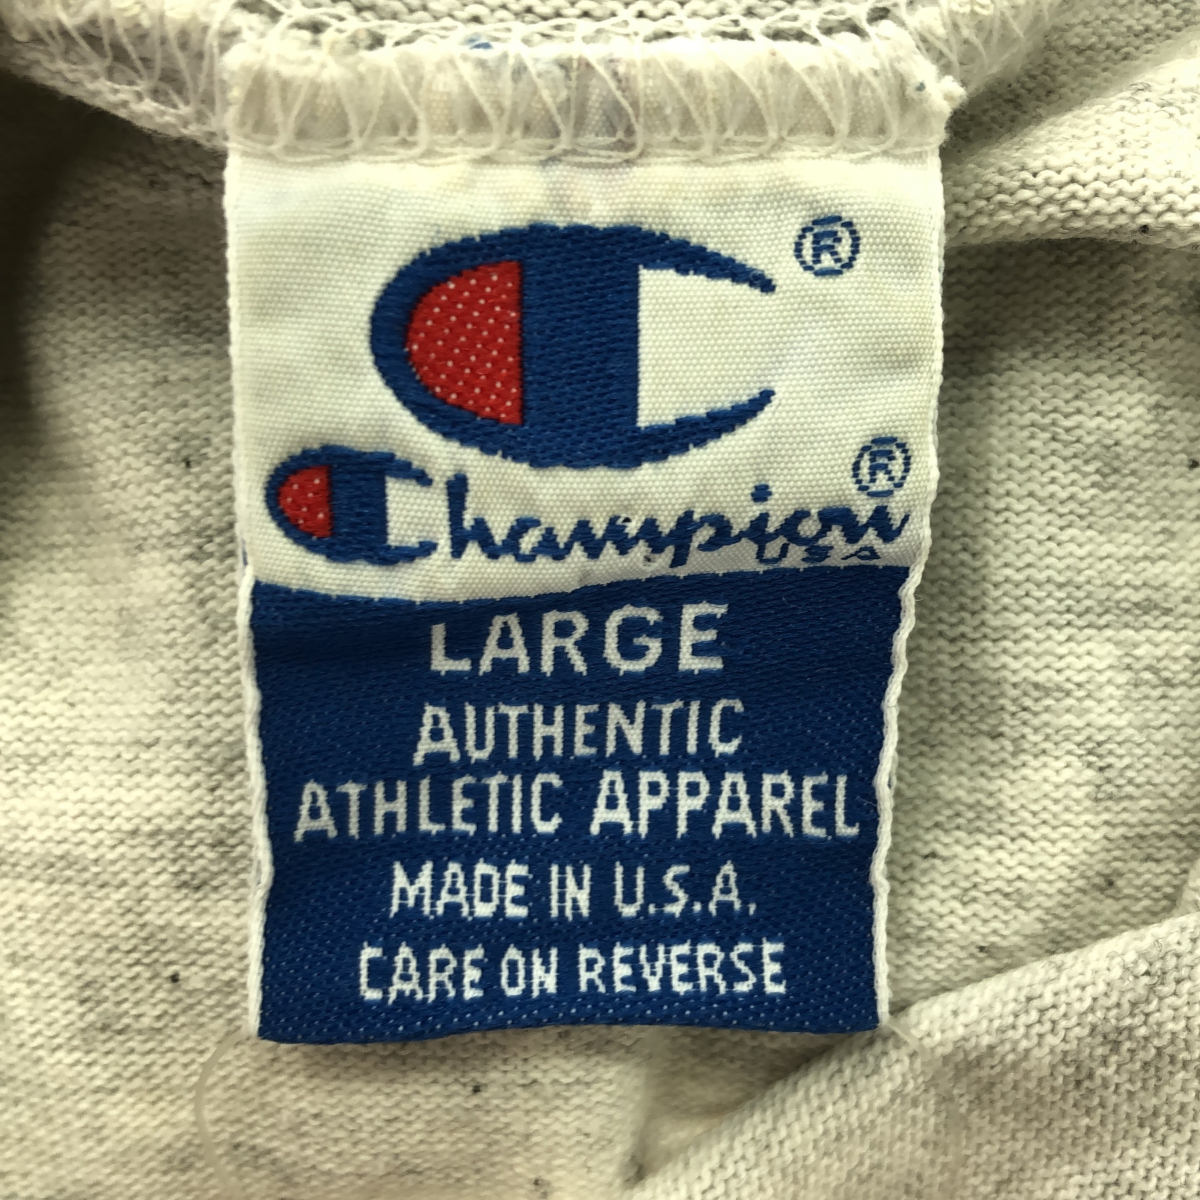 ®
Champion®
USA
LARGE
AUTHENTIC
ATHLETIC APPAREL
MADE IN U.S.A.
CARE ON REVERSE